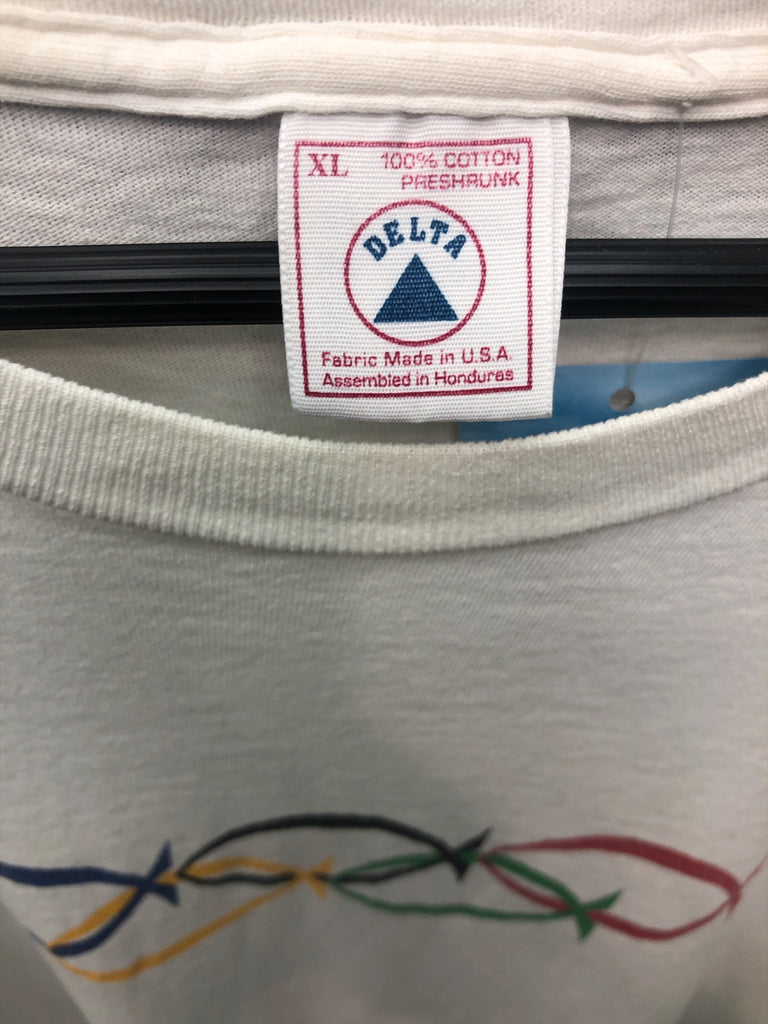 XL
100% COTTON
PRESHRUNK
DELTA
Fabric Made in U.S.A.
Assembled in Honduras